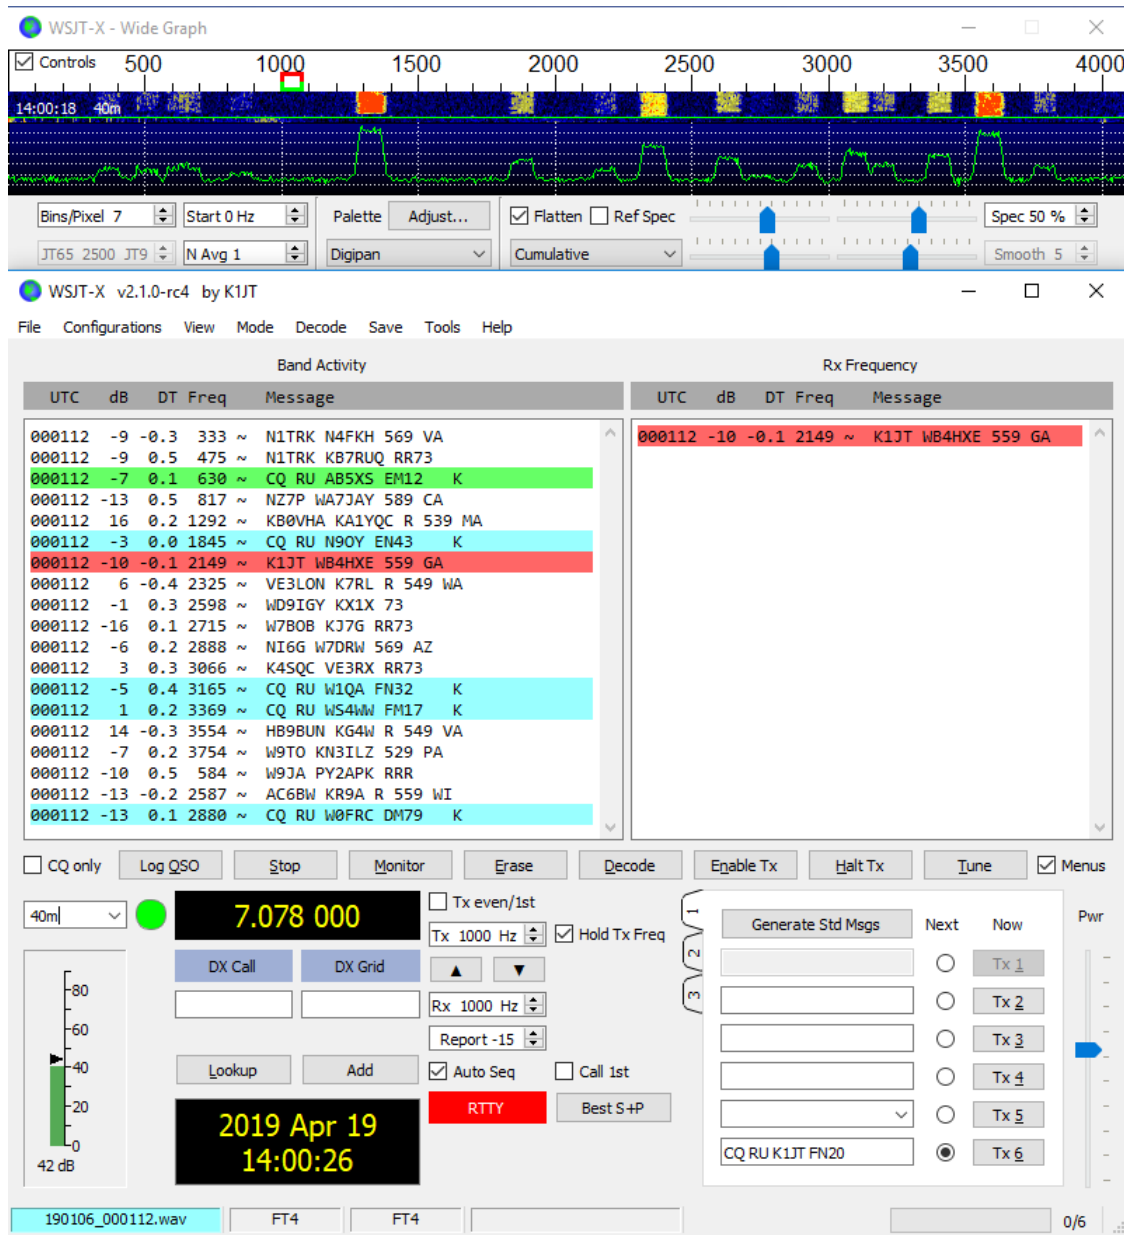 WSJT-X - Wide Graph
Controls 500 1000 1500 2000 2500 3000 3500 4000
14:00:18 40m
Bins/Pixel 7 Start 0 Hz Palette Adjust... Flatten Ref Spec Spec 50 %
JT65 2500 JT9 N Avg 1 Digipan Cumulative Smooth 5
WSJT-X v2.1.0-rc4 by K1JT
File Configurations View Mode Decode Save Tools Help
Band Activity Rx Frequency
UTC dB DT Freq Message UTC dB DT Freq Message
000112 -9 -0.3 333 ~ N1TRK N4FKH 569 VA 000112 -10 -0.1 2149 ~ K1JT WB4HXE 559 GA
000112 -9 0.5 475 ~ N1TRK KB7RUQ RR73
000112 -7 0.1 630 ~ CQ RU AB5XS EM12 K
000112 -13 0.5 817 ~ NZ7P WA7JAY 589 CA
000112 16 0.2 1292 ~ KB0VHA KA1YQC R 539 MA
000112 -3 0.0 1845 ~ CQ RU N9OY EN43 K
000112 -10 -0.1 2149 ~ K1JT WB4HXE 559 GA
000112 6 -0.4 2325 ~ VE3LON K7RL R 549 WA
000112 -1 0.3 2598 ~ WD9IGY KX1X 73
000112 -16 0.1 2715 ~ W7BOB KJ7G RR73
000112 -6 0.2 2888 ~ NI6G W7DRW 569 AZ
000112 3 0.3 3066 ~ K4SQC VE3RX RR73
000112 -5 0.4 3165 ~ CQ RU W1QA FN32 K
000112 1 0.2 3369 ~ CQ RU WS4WW FM17 K
000112 14 -0.3 3554 ~ HB9BUN KG4W R 549 VA
000112 -7 0.2 3754 ~ W9TO KN3ILZ 529 PA
000112 -10 0.5 584 ~ W9JA PY2APK RRR
000112 -13 -0.2 2587 ~ AC6BW KR9A R 559 WI
000112 -13 0.1 2880 ~ CQ RU W0FRC DM79 K
CQ only Log QSO Stop Monitor Erase Decode Enable Tx Halt Tx Tune Menus
40m 7.078 000 Tx even/1st
Tx 1000 Hz Hold Tx Freq
1 Generate Std Msgs Next Now Pwr
DX Call DX Grid
2 Tx 1
3 Tx 2
Rx 1000 Hz
Report -15 Tx 3
Lookup Add Auto Seq Call 1st Tx 4
RTTY Best S+P Tx 5
2019 Apr 19
14:00:26
CQ RU K1JT FN20 Tx 6
80
60
40
20
0
42 dB
190106_000112.wav FT4 FT4 0/6